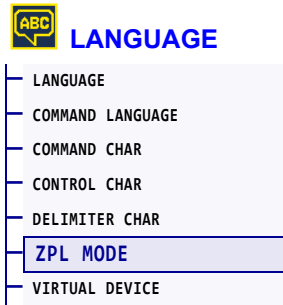 ABC
LANGUAGE
LANGUAGE
COMMAND LANGUAGE
COMMAND CHAR
CONTROL CHAR
DELIMITER CHAR
ZPL MODE
VIRTUAL DEVICE